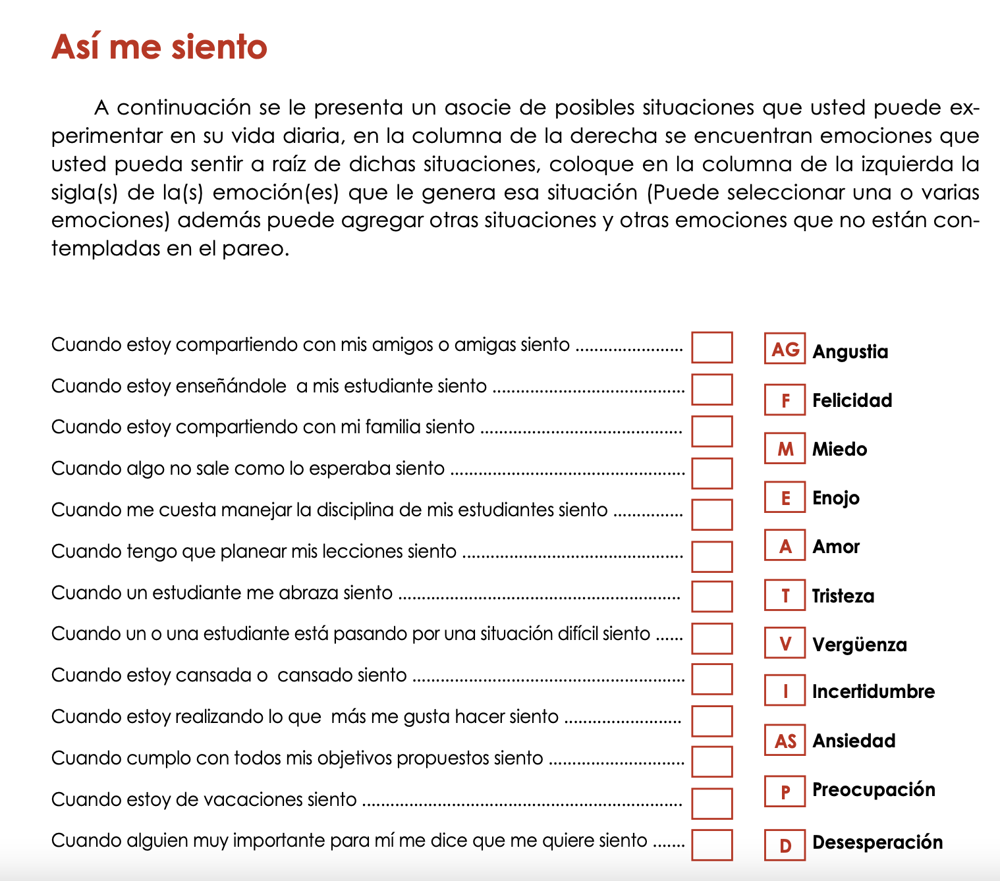 Así me siento
A continuación se le presenta un asocie de posibles situaciones que usted puede ex-
perimentar en su vida diaria, en la columna de la derecha se encuentran emociones que
usted pueda sentir a raíz de dichas situaciones, coloque en la columna de la izquierda la
sigla(s) de la(s) emoción(es) que le genera esa situación (Puede seleccionar una o varias
emociones) además puede agregar otras situaciones y otras emociones que no están con-
templadas en el pareo.
Cuando estoy compartiendo con mis amigos o amigas siento .......................
Cuando estoy enseñándole  a mis estudiante siento .........................................
Cuando estoy compartiendo con mi familia siento ...........................................
Cuando algo no sale como lo esperaba siento ..................................................
Cuando me cuesta manejar la disciplina de mis estudiantes siento ...............
Cuando tengo que planear mis lecciones siento ...............................................
Cuando un estudiante me abraza siento ............................................................
Cuando un o una estudiante está pasando por una situación difícil siento ......
Cuando estoy cansada o  cansado siento ..........................................................
Cuando estoy realizando lo que  más me gusta hacer siento .........................
Cuando cumplo con todos mis objetivos propuestos siento .............................
Cuando estoy de vacaciones siento ....................................................................
Cuando alguien muy importante para mí me dice que me quiere siento .......
AG Angustia
F Felicidad
M Miedo
E Enojo
A Amor
T Tristeza
V Vergüenza
I Incertidumbre
AS Ansiedad
P Preocupación
D Desesperación